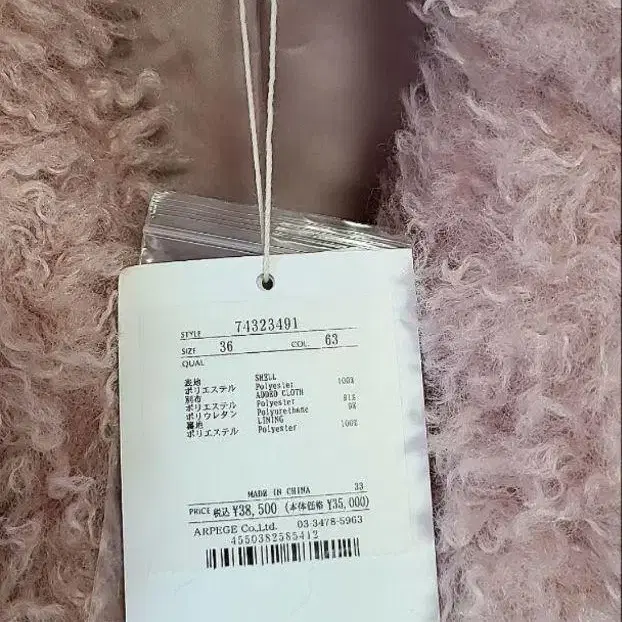 STYLE 74323491
SIZE 36 COL. 63
QUAL
表地 SHELL
ポリエステル Polyester 100%
別布 ADDED CLOTH
ポリエステル Polyester 91%
ポリウレタン Polyurethane 9%
裏地 LINING
ポリエステル Polyester 100%
MADE IN CHINA 33
PRICE 税込 ¥38,500 (本体価格 ¥35,000)
ARPEGE Co.,Ltd. 03-3478-5963
4550382585412